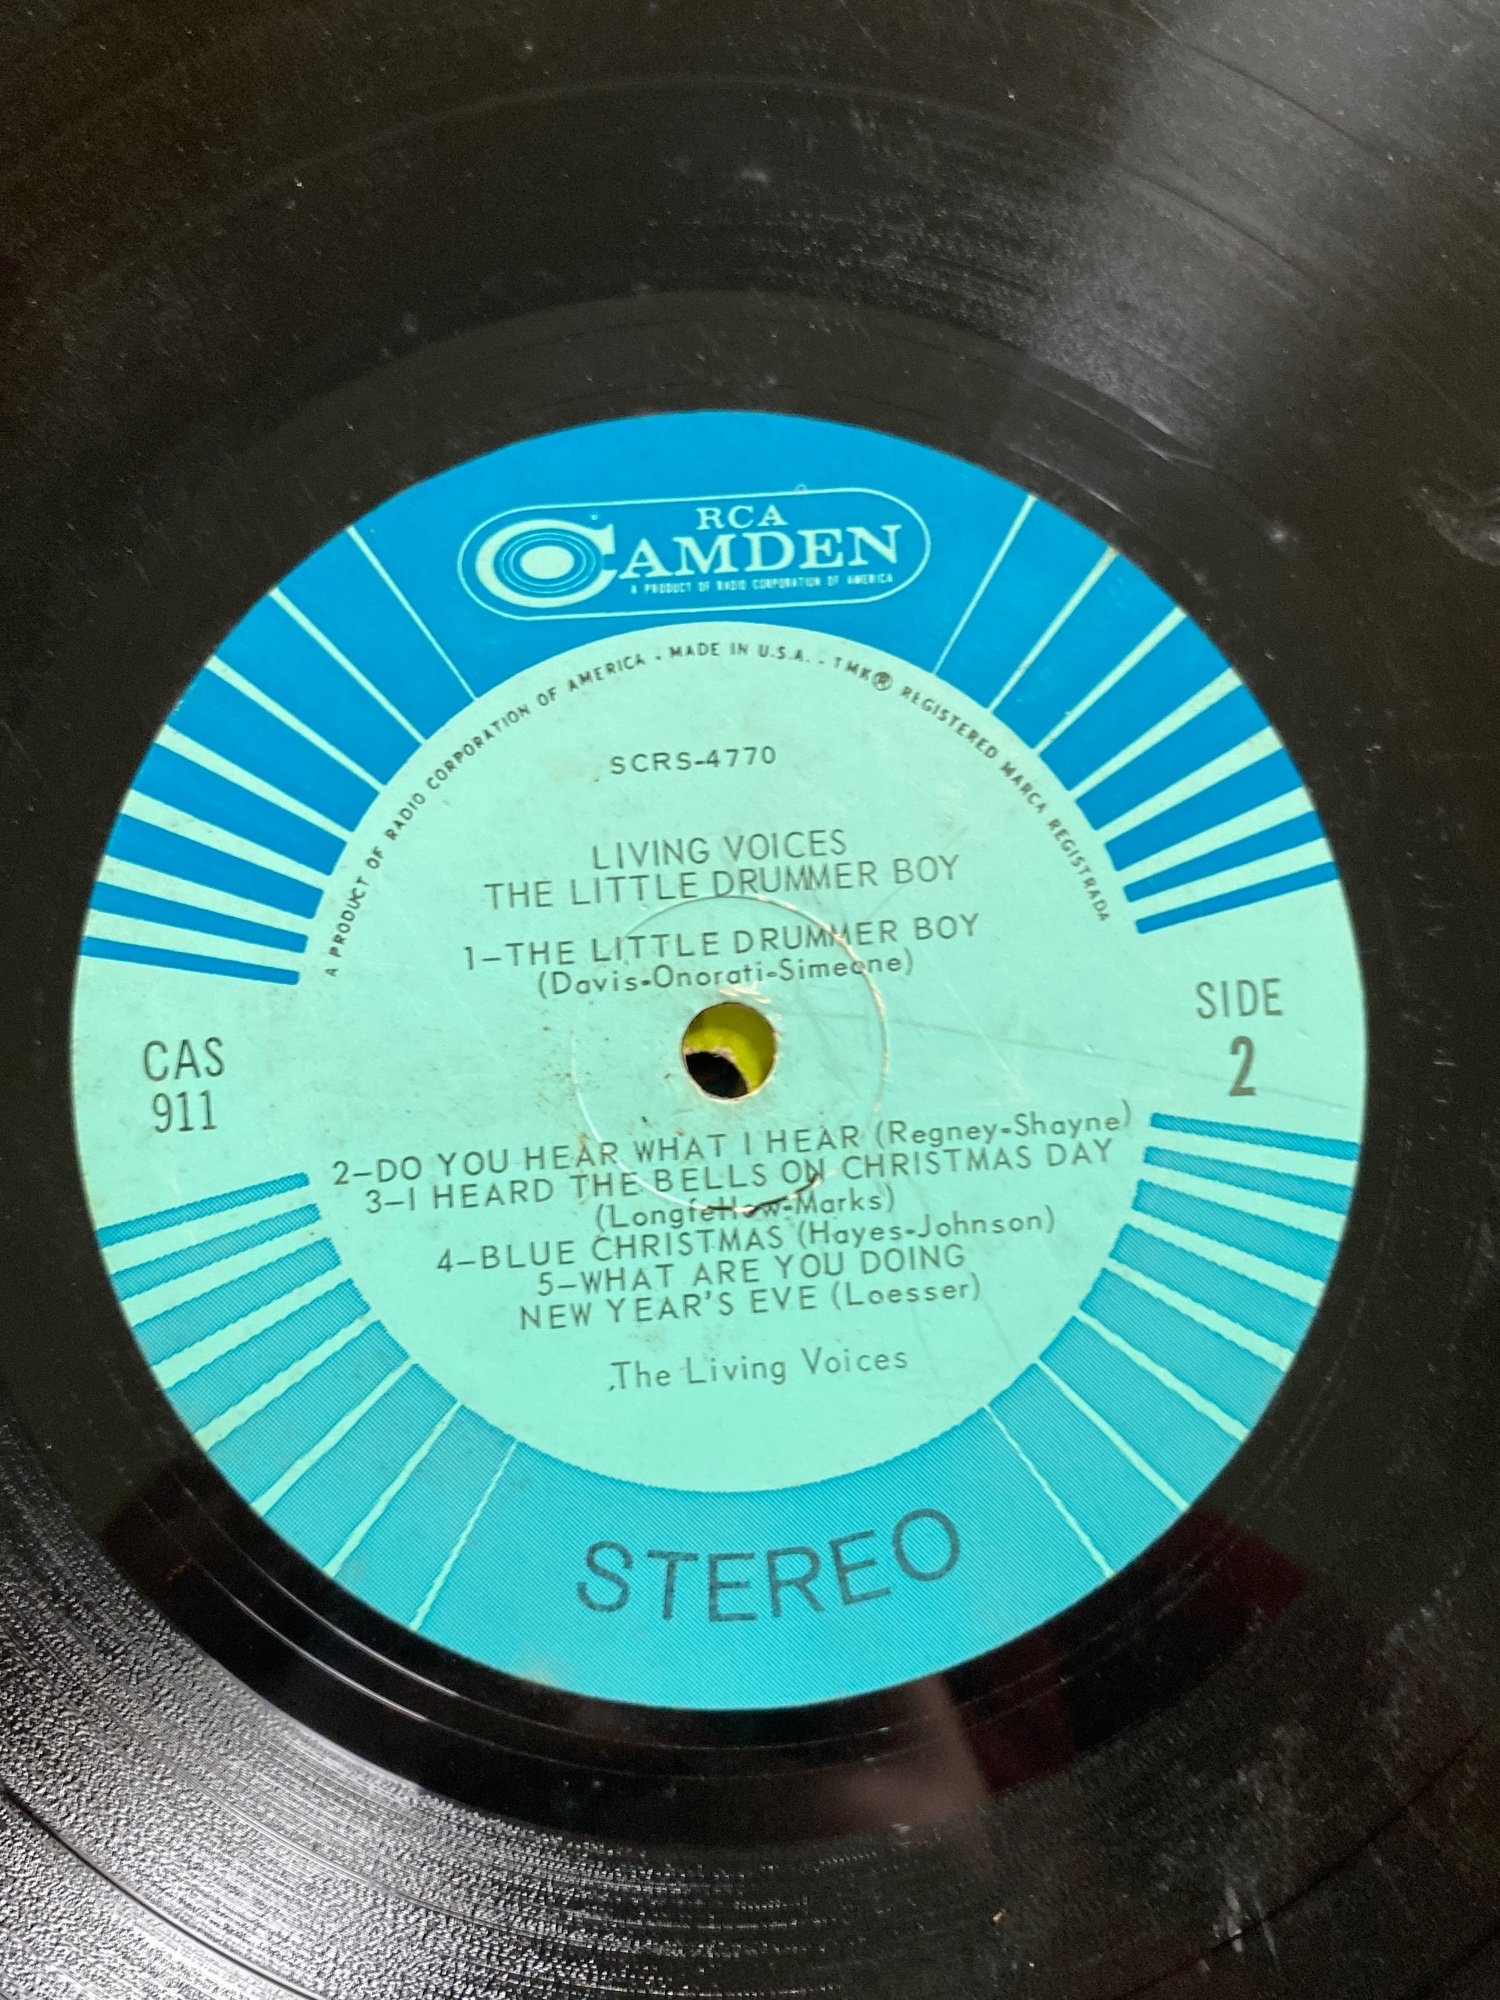 RCA
CAMDEN
A PRODUCT OF RADIO CORPORATION OF AMERICA
A PRODUCT OF RADIO CORPORATION OF AMERICA . MADE IN U.S.A. . TMK® REGISTERED MARCA REGISTRADA
SCRS-4770
LIVING VOICES
THE LITTLE DRUMMER BOY
1-THE LITTLE DRUMMER BOY
(Davis-Onorati-Simeone)
CAS
911
SIDE
2
2-DO YOU HEAR WHAT I HEAR (Regney-Shayne)
3-I HEARD THE BELLS ON CHRISTMAS DAY
(Longfellow-Marks)
4-BLUE CHRISTMAS (Hayes-Johnson)
5-WHAT ARE YOU DOING
NEW YEAR'S EVE (Loesser)
The Living Voices
STEREO